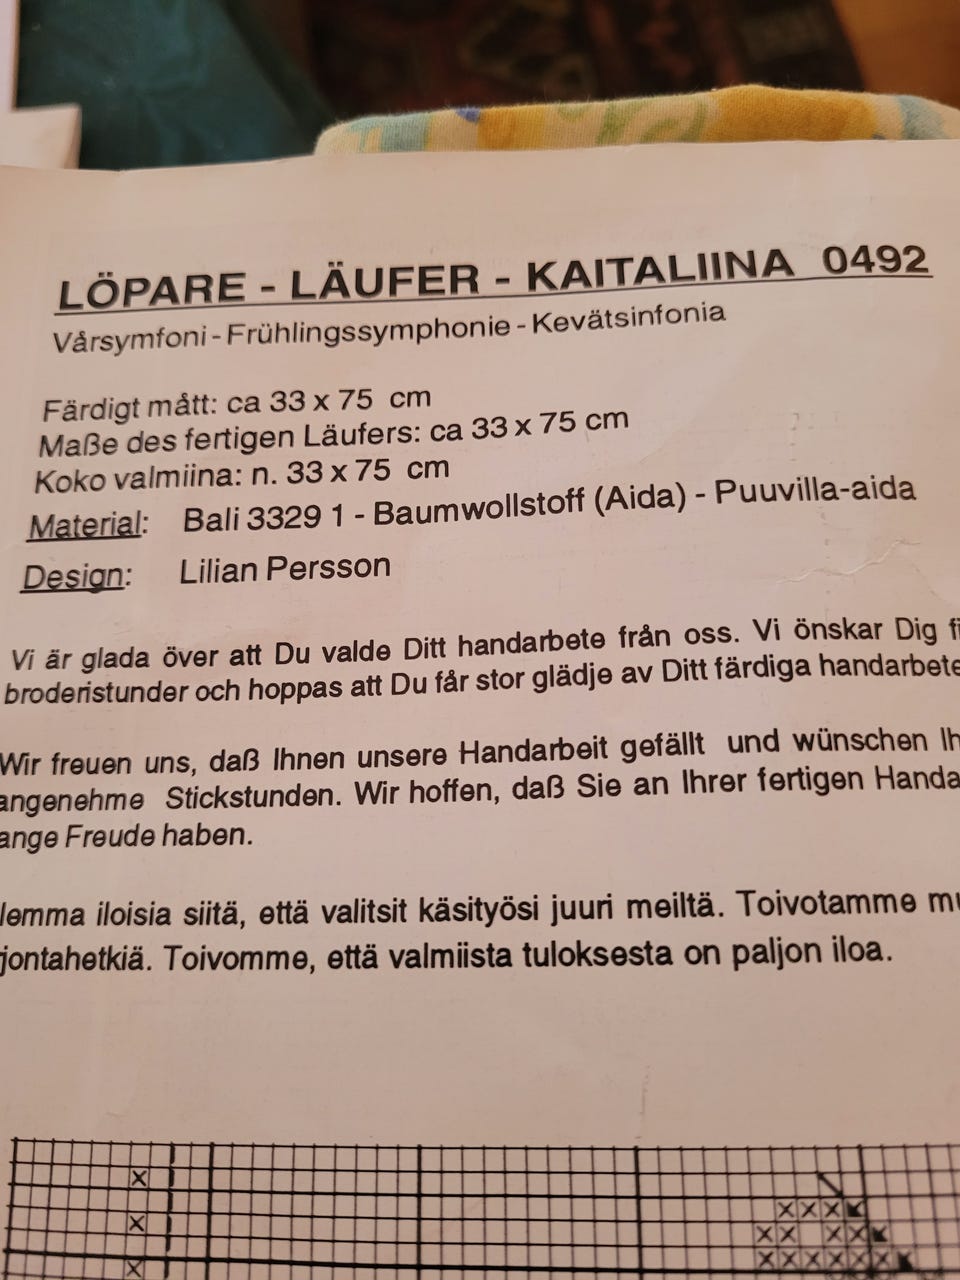 LÖPARE - LÄUFER - KAITALIINA 0492
Vårsymfoni - Frühlingssymphonie - Kevätsinfonia
Färdigt mått: ca 33 x 75 cm
Maße des fertigen Läufers: ca 33 x 75 cm
Koko valmiina: n. 33 x 75 cm
Material: Bali 3329 1 - Baumwollstoff (Aida) - Puuvilla-aida
Design: Lilian Persson
Vi är glada över att Du valde Ditt handarbete från oss. Vi önskar Dig
broderistunder och hoppas att Du får stor glädje av Ditt färdiga handarbete
Wir freuen uns, daß Ihnen unsere Handarbeit gefällt und wünschen
angenehme Stickstunden. Wir hoffen, daß Sie an Ihrer fertigen
ange Freude haben.
lemma iloisia siitä, että valitsit käsityösi juuri meiltä. Toivotamme
jontahetkiä. Toivomme, että valmiista tuloksesta on paljon iloa.